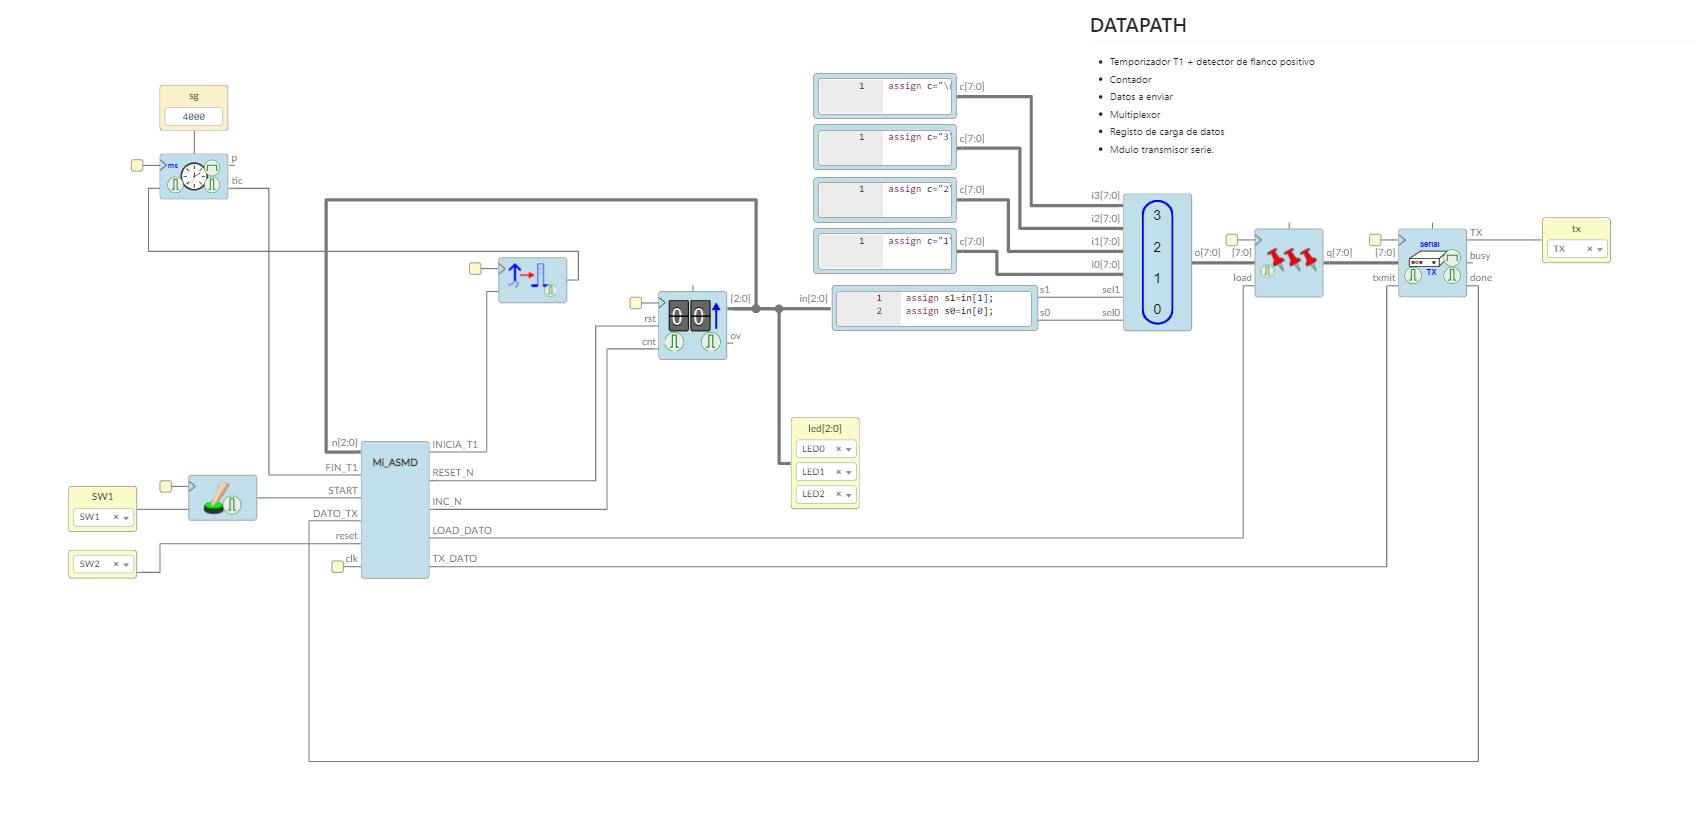 DATAPATH
Temporizador T1 + detector de flanco positivo
Contador
Datos a enviar
Multiplexor
Registo de carga de datos
Mdulo transmisor serie.
sg
4000
ms
p
tic
1 assign c="\
c[7:0]
1 assign c="3"
c[7:0]
1 assign c="2"
c[7:0]
1 assign c="1"
c[7:0]
i3[7:0]
i2[7:0]
i1[7:0]
i0[7:0]
sel1
sel0
3
2
1
0
o[7:0]
[7:0]
load
q[7:0]
[7:0]
txmit
serial
TX
TX
busy
done
tx
TX
in[2:0]
1 assign s1=in[1];
2 assign s0=in[0];
s1
s0
rst
cnt
00
[2:0]
ov
led[2:0]
LED0
LED1
LED2
n[2:0]
FIN_T1
START
DATO_TX
reset
clk
Mi_ASMD
INICIA_T1
RESET_N
INC_N
LOAD_DATO
TX_DATO
SW1
SW1
SW2